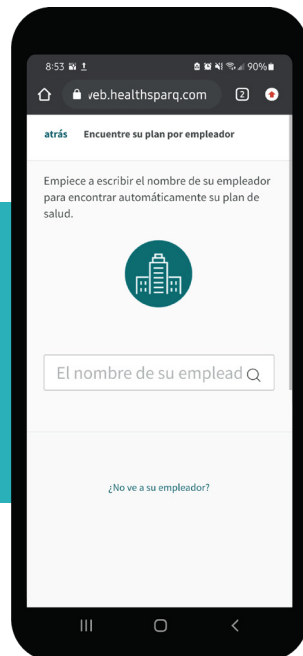 8:53
90%
veb.healthsparq.com 2
atrás Encuentre su plan por empleador
Empiece a escribir el nombre de su empleador
para encontrar automáticamente su plan de
salud.
El nombre de su emplead
¿No ve a su empleador?